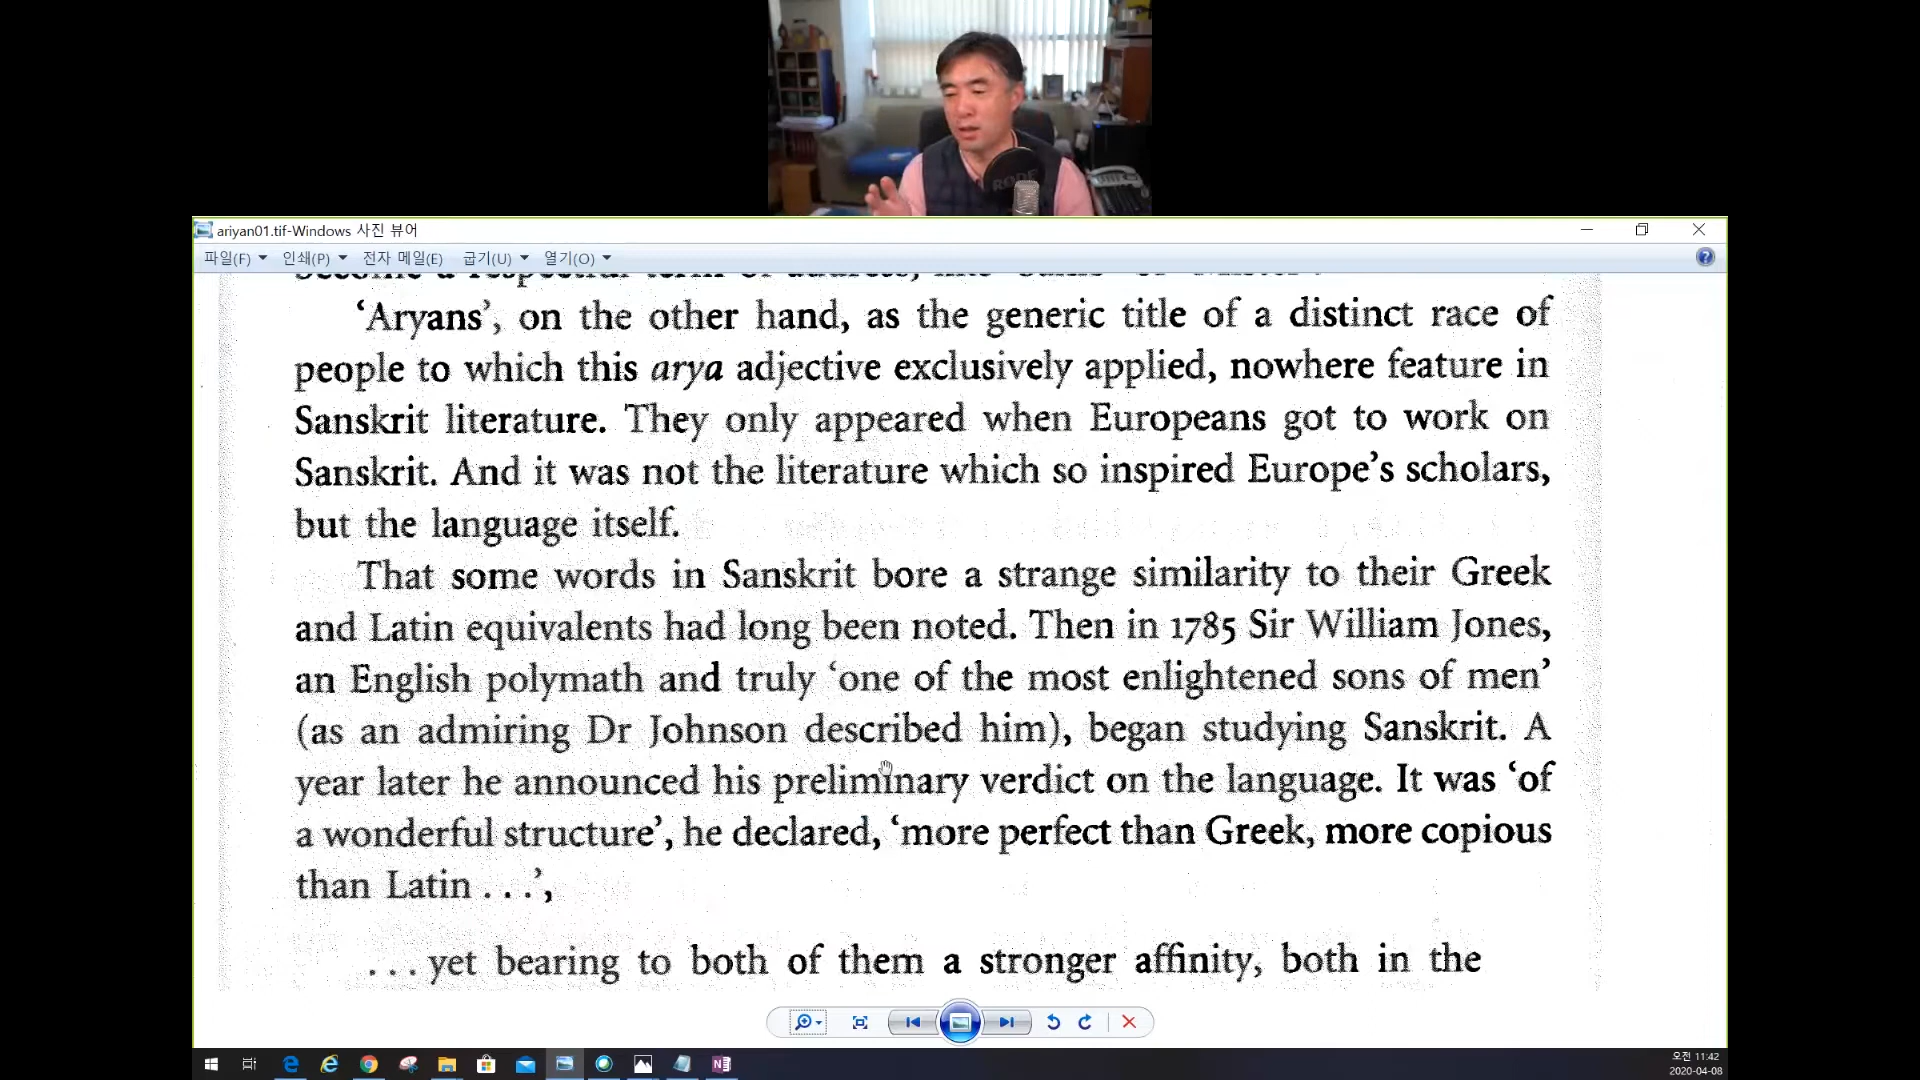 RODE
ariyan01.tif-Windows 사진 뷰어
파일(F) 인쇄(P) 전자 메일(E) 굽기(U) 열기(O)
become a respectful term of address, like
‘Aryans’, on the other hand, as the generic title of a distinct race of
people to which this arya adjective exclusively applied, nowhere feature in
Sanskrit literature. They only appeared when Europeans got to work on
Sanskrit. And it was not the literature which so inspired Europe’s scholars,
but the language itself.
That some words in Sanskrit bore a strange similarity to their Greek
and Latin equivalents had long been noted. Then in 1785 Sir William Jones,
an English polymath and truly ‘one of the most enlightened sons of men’
(as an admiring Dr Johnson described him), began studying Sanskrit. A
year later he announced his preliminary verdict on the language. It was ‘of
a wonderful structure’, he declared, ‘more perfect than Greek, more copious
than Latin . . .’,
. . . yet bearing to both of them a stronger affinity, both in the
오전 11:42
2020-04-08